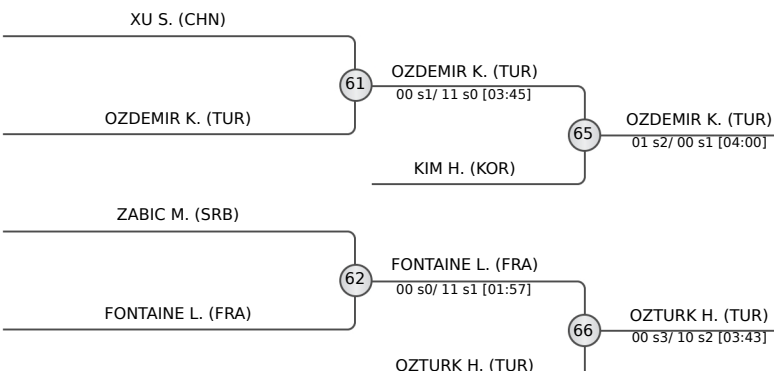 XU S. (CHN)
61
OZDEMIR K. (TUR)
00 s1/ 11 s0 [03:45]
OZDEMIR K. (TUR)
65
OZDEMIR K. (TUR)
01 s2/ 00 s1 [04:00]
KIM H. (KOR)
ZABIC M. (SRB)
62
FONTAINE L. (FRA)
00 s0/ 11 s1 [01:57]
FONTAINE L. (FRA)
66
OZTURK H. (TUR)
00 s3/ 10 s2 [03:43]
OZTURK H. (TUR)